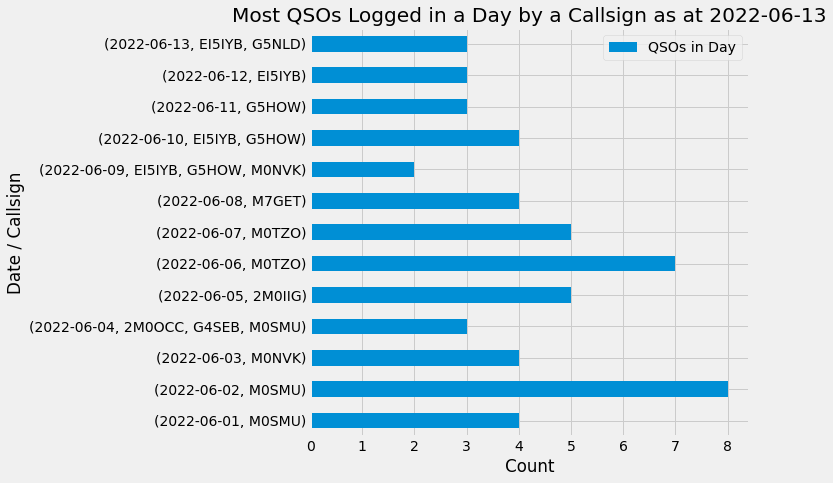 Most QSOs Logged in a Day by a Callsign as at 2022-06-13
QSOs in Day
(2022-06-13, EI5IYB, G5NLD)
(2022-06-12, EI5IYB)
(2022-06-11, G5HOW)
(2022-06-10, EI5IYB, G5HOW)
(2022-06-09, EI5IYB, G5HOW, M0NVK)
(2022-06-08, M7GET)
(2022-06-07, M0TZO)
(2022-06-06, M0TZO)
(2022-06-05, 2M0IIG)
(2022-06-04, 2M0OCC, G4SEB, M0SMU)
(2022-06-03, M0NVK)
(2022-06-02, M0SMU)
(2022-06-01, M0SMU)
Date / Callsign
0 1 2 3 4 5 6 7 8
Count